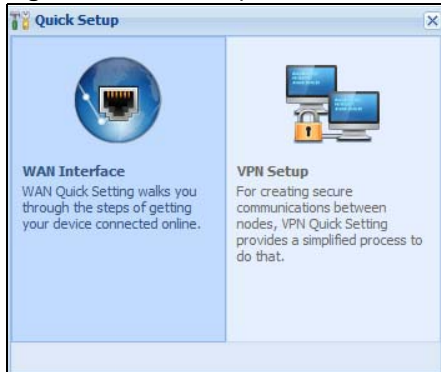 Quick Setup
WAN Interface
WAN Quick Setting walks you
through the steps of getting
your device connected online.
VPN Setup
For creating secure
communications between
nodes, VPN Quick Setting
provides a simplified process to
do that.